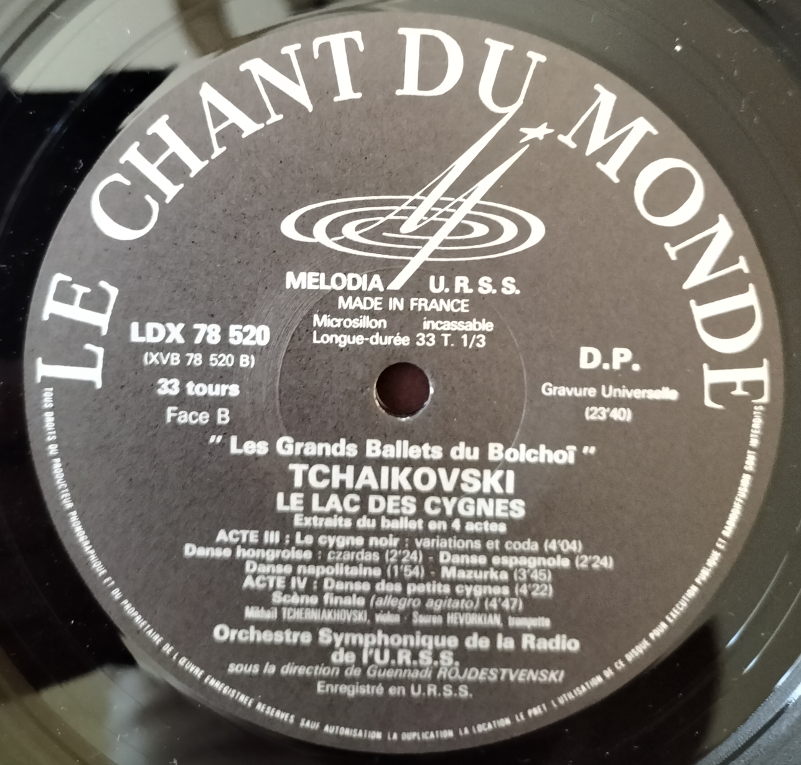 LE CHANT DU MONDE
MELODIA U.R.S.S.
MADE IN FRANCE
Microsillon incassable
Longue-durée 33 T. 1/3
LDX 78 520
(XVB 78 520 B)
33 tours
Face B
D.P.
Gravure Universelle
(23'40)
" Les Grands Ballets du Bolchoï "
TCHAIKOVSKI
LE LAC DES CYGNES
Extraits du ballet en 4 actes
ACTE III : Le cygne noir : variations et coda (4'04)
Danse hongroise : czardas (2'24) - Danse espagnole (2'24)
Danse napolitaine (1'54) - Mazurka (3'45)
ACTE IV : Danse des petits cygnes (4'22)
Scène finale (allegro agitato) (4'47)
Mikhail TCHERNIAKHOVSKI, violon - Souren HEVORKIAN, trompette
Orchestre Symphonique de la Radio
de l'U.R.S.S.
sous la direction de Guennadi ROJDESTVENSKI
Enregistré en U.R.S.S.
TOUS DROITS DU PRODUCTEUR PHONOGRAPHIQUE ET DU PROPRIETAIRE DE L'ŒUVRE ENREGISTREE RESERVES SAUF AUTORISATION LA DUPLICATION LA LOCATION LE PRET L'UTILISATION DE CE DISQUE POUR EXECUTION PUBLIQUE ET RADIODIFFUSION SONT INTERDITS